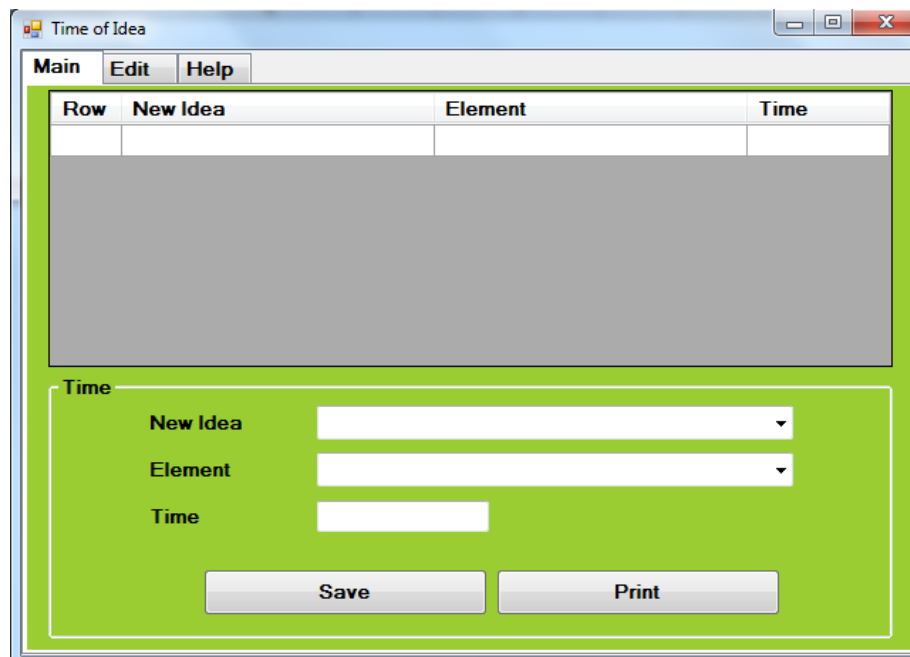 Time of Idea
Main Edit Help
Row New Idea Element Time
Time
New Idea
Element
Time
Save Print